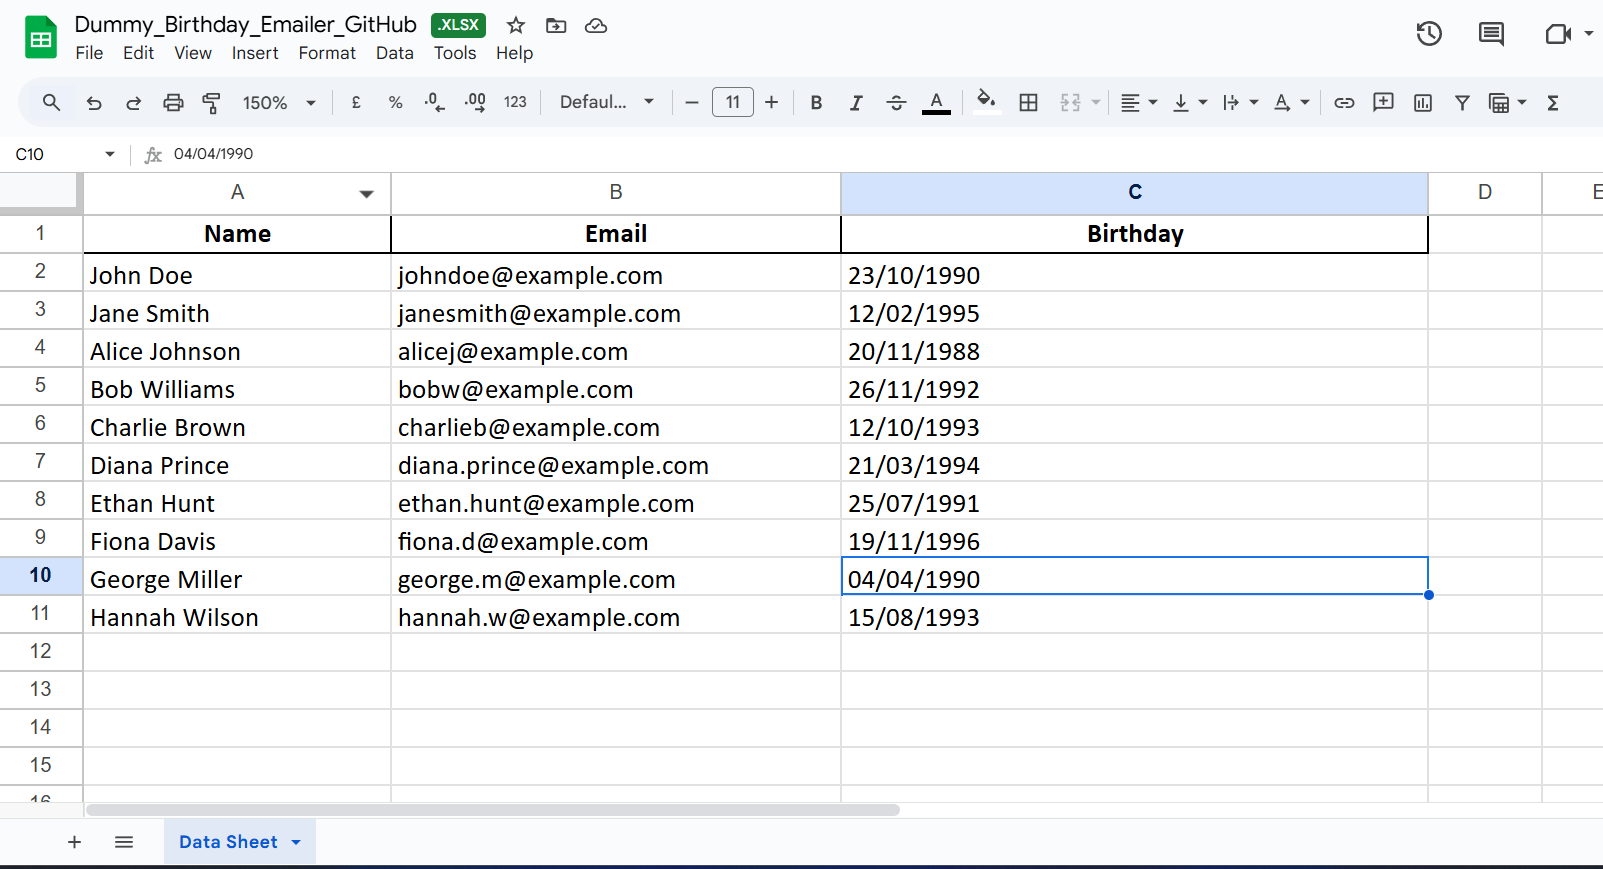 Dummy_Birthday_Emailer_GitHub .XLSX
File Edit View Insert Format Data Tools Help
150% £ % .0 .00 123 Defaul... 11 B I S A A Σ
C10 fx 04/04/1990
A B C D E
1 Name Email Birthday
2 John Doe johndoe@example.com 23/10/1990
3 Jane Smith janesmith@example.com 12/02/1995
4 Alice Johnson alicej@example.com 20/11/1988
5 Bob Williams bobw@example.com 26/11/1992
6 Charlie Brown charlieb@example.com 12/10/1993
7 Diana Prince diana.prince@example.com 21/03/1994
8 Ethan Hunt ethan.hunt@example.com 25/07/1991
9 Fiona Davis fiona.d@example.com 19/11/1996
10 George Miller george.m@example.com 04/04/1990
11 Hannah Wilson hannah.w@example.com 15/08/1993
12
13
14
15
16
+ Data Sheet